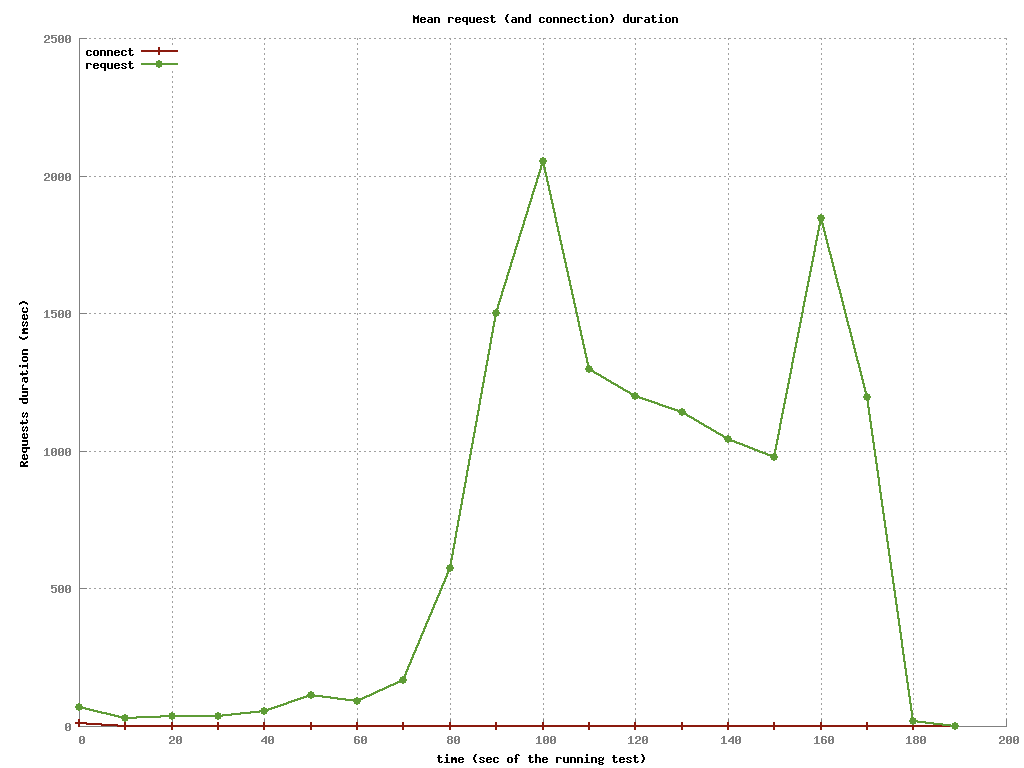 Mean request (and connection) duration
2500
connect
request
2000
1500
1000
500
0
Requests duration (msec)
0 20 40 60 80 100 120 140 160 180 200
time (sec of the running test)